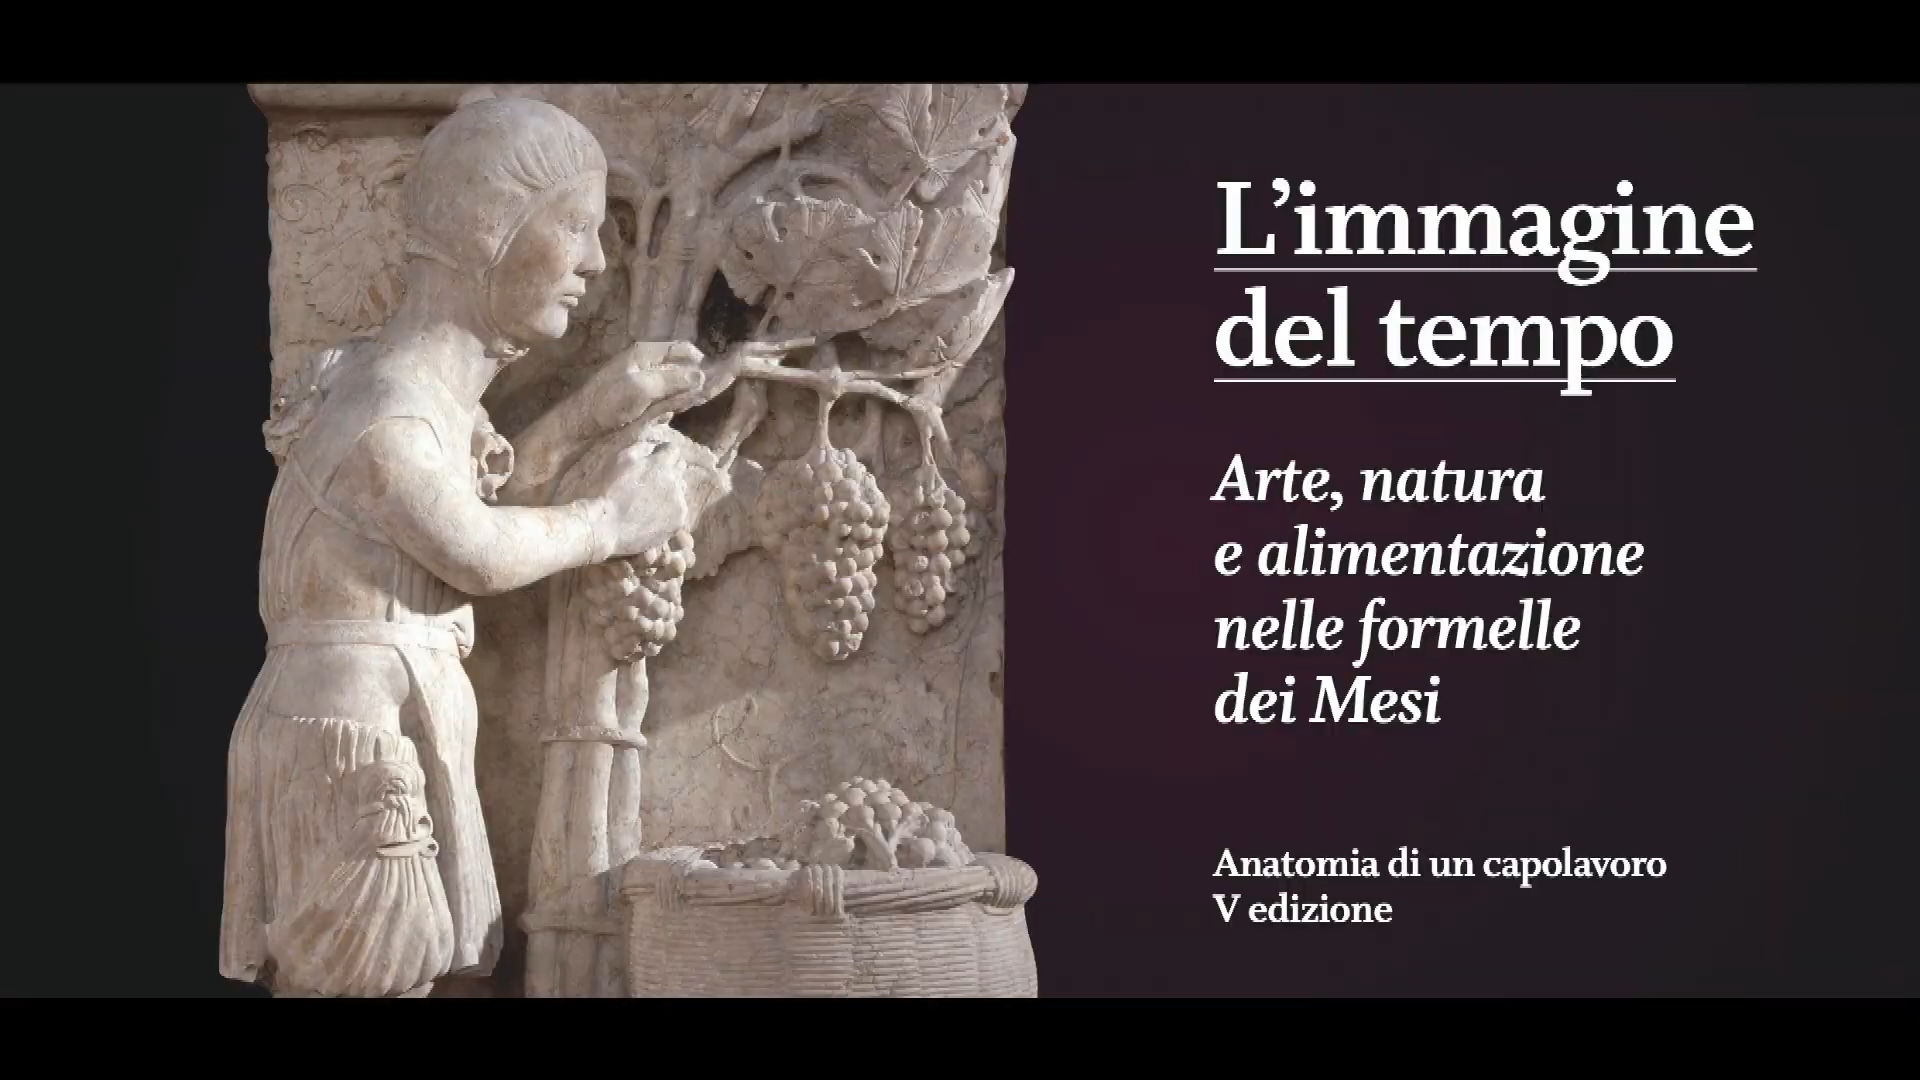 L’immagine
del tempo
Arte, natura
e alimentazione
nelle formelle
dei Mesi
Anatomia di un capolavoro
V edizione